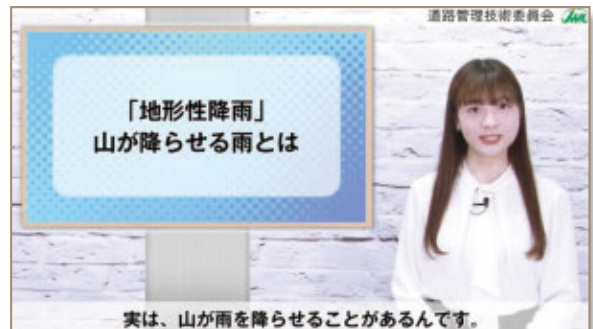 道路管理技術委員会 JWA
「地形性降雨」
山が降らせる雨とは
実は、山が雨を降らせることがあるんです。